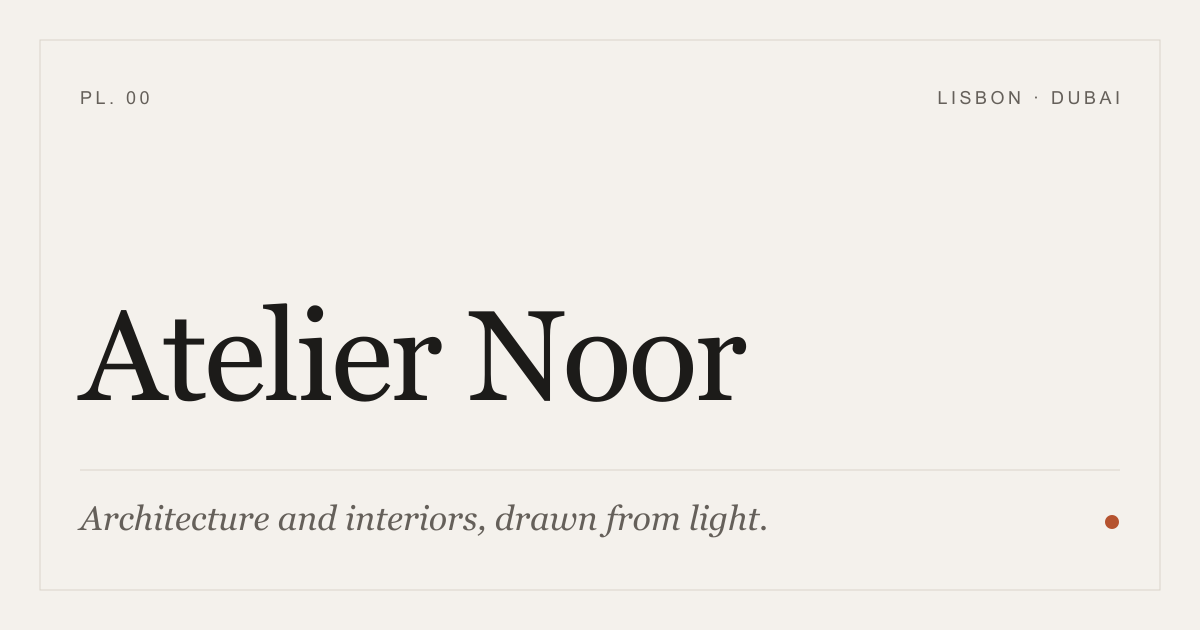 PL. 00
LISBON · DUBAI
Atelier Noor
Architecture and interiors, drawn from light.